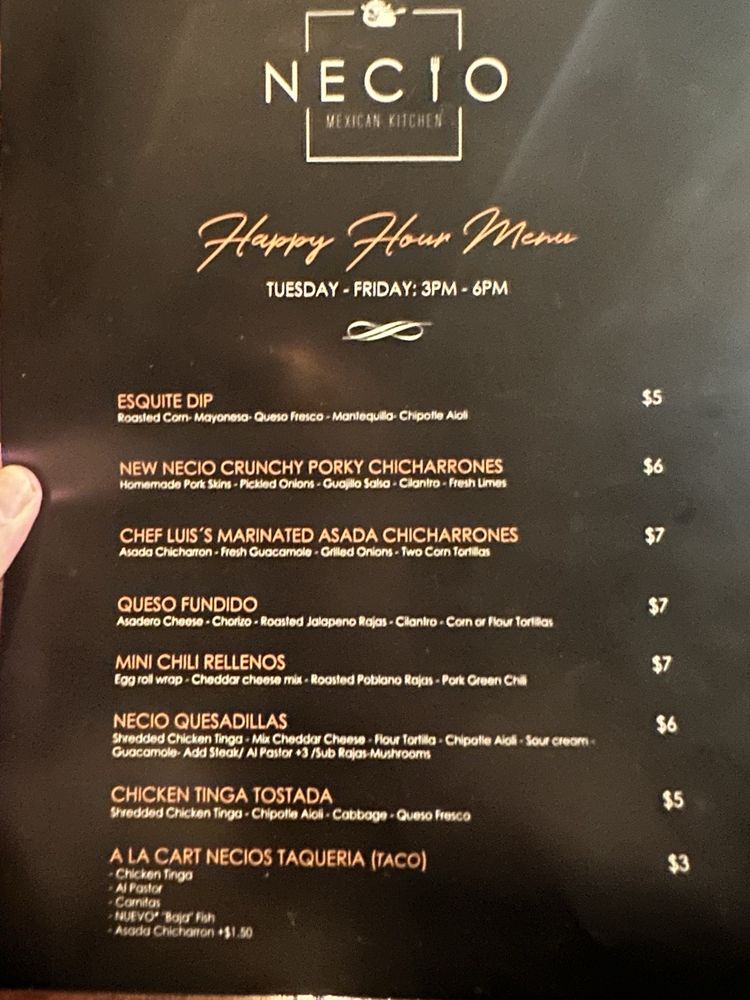 NECIO
MEXICAN KITCHEN
Happy Hour Menu
TUESDAY - FRIDAY: 3PM - 6PM
ESQUITE DIP $5
Roasted Corn- Mayonesa- Queso Fresco - Mantequilla- Chipotle Aioli
NEW NECIO CRUNCHY PORKY CHICHARRONES $6
Homemade Pork Skins - Pickled Onions - Guajillo Salsa - Cilantro - Fresh Limes
CHEF LUIS´S MARINATED ASADA CHICHARRONES $7
Asada Chicharron - Fresh Guacamole - Grilled Onions - Two Corn Tortillas
QUESO FUNDIDO $7
Asadero Cheese - Chorizo - Roasted Jalapeno Rajas - Cilantro - Corn or Flour Tortillas
MINI CHILI RELLENOS $7
Egg roll wrap - Cheddar cheese mix - Roasted Poblano Rajas - Pork Green Chili
NECIO QUESADILLAS $6
Shredded Chicken Tinga - Mix Cheddar Cheese - Flour Tortilla - Chipotle Aioli - Sour cream -
Guacamole- Add Steak/ Al Pastor +3 /Sub Rajas-Mushrooms
CHICKEN TINGA TOSTADA $5
Shredded Chicken Tinga - Chipotle Aioli - Cabbage - Queso Fresco
A LA CART NECIOS TAQUERIA (TACO) $3
- Chicken Tinga
- Al Pastor
- Carnitas
- NUEVO* "Baja" Fish
- Asada Chicharron +$1.50